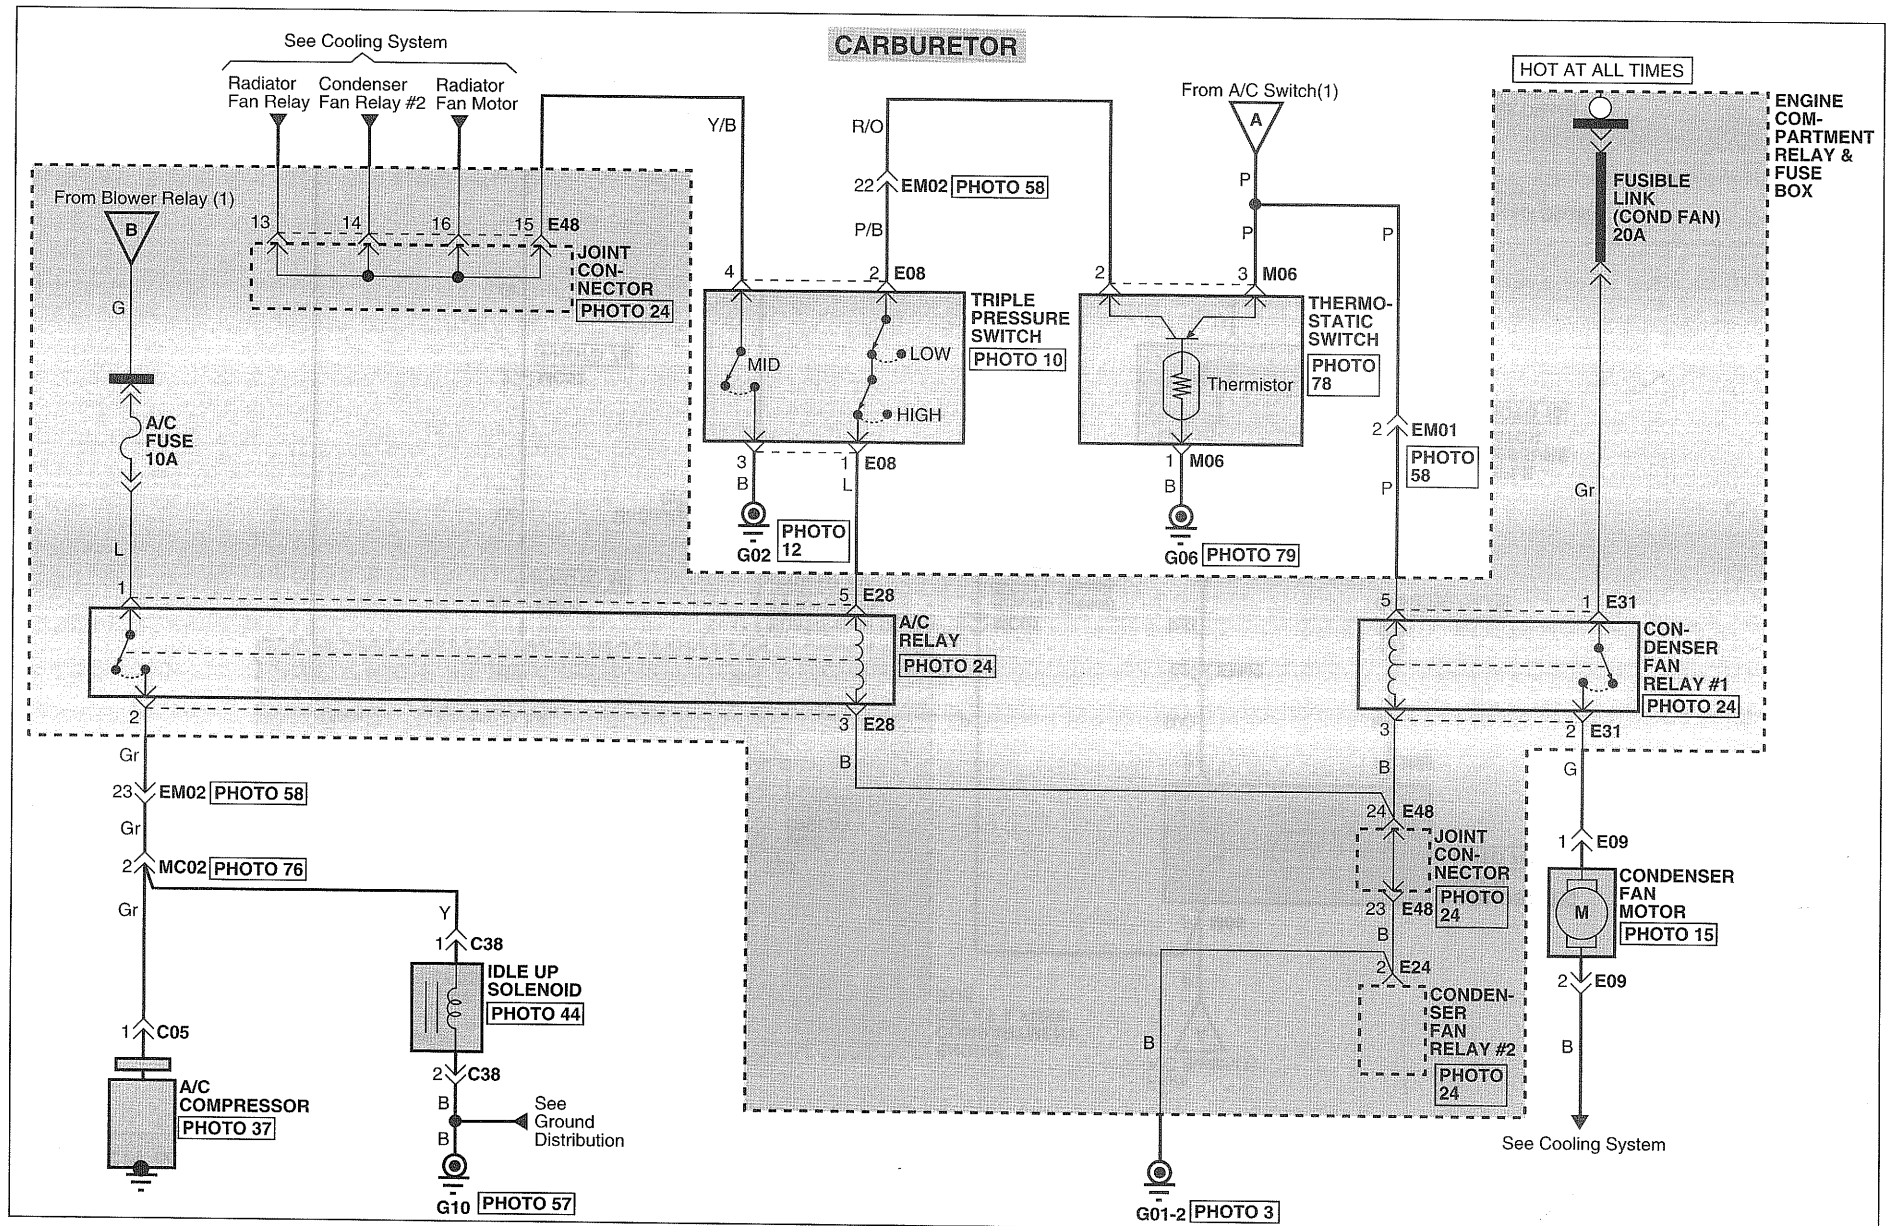 CARBURETOR
See Cooling System
Radiator
Fan Relay
Condenser
Fan Relay #2
Radiator
Fan Motor
From Blower Relay (1)
B
G
A/C
FUSE
10A
L
1
13
14
16
15
E48
JOINT
CON-
NECTOR
PHOTO 24
Y/B
R/O
22
EM02
PHOTO 58
P/B
4
2
E08
TRIPLE
PRESSURE
SWITCH
PHOTO 10
MID
LOW
HIGH
3
1
E08
B
L
G02
PHOTO
12
From A/C Switch(1)
A
P
P
P
2
3
M06
THERMO-
STATIC
SWITCH
PHOTO
78
Thermistor
1
M06
B
G06
PHOTO 79
2
EM01
PHOTO
58
P
HOT AT ALL TIMES
ENGINE
COM-
PARTMENT
RELAY &
FUSE
BOX
FUSIBLE
LINK
(COND FAN)
20A
Gr
5
E28
A/C
RELAY
PHOTO 24
2
3
E28
5
1
E31
CON-
DENSER
FAN
RELAY #1
PHOTO 24
3
2
E31
Gr
23
EM02
PHOTO 58
Gr
2
MC02
PHOTO 76
Gr
Y
1
C38
IDLE UP
SOLENOID
PHOTO 44
2
C38
B
See
Ground
Distribution
B
G10
PHOTO 57
1
C05
A/C
COMPRESSOR
PHOTO 37
B
B
24
E48
JOINT
CON-
NECTOR
PHOTO
24
23
E48
B
2
E24
CONDEN-
SER
FAN
RELAY #2
PHOTO
24
B
G01-2
PHOTO 3
G
1
E09
CONDENSER
FAN
MOTOR
PHOTO 15
M
2
E09
B
See Cooling System